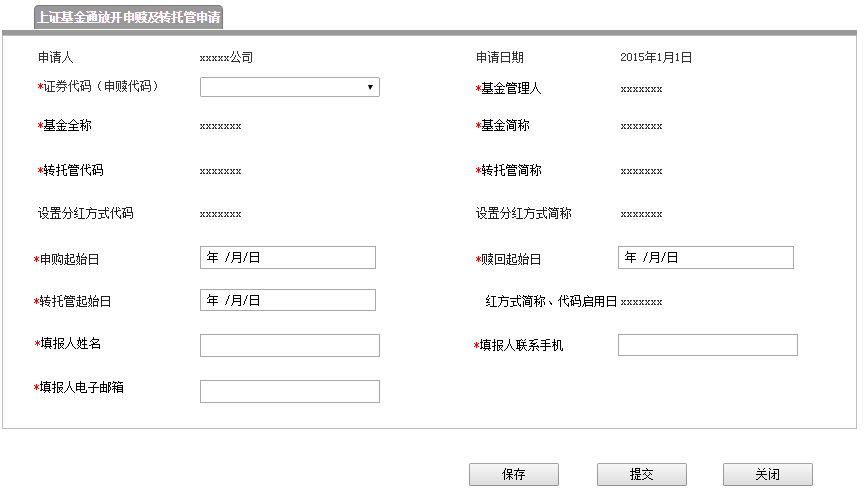 上证基金通放开申赎及转托管申请
申请人 xxxxx公司 申请日期 2015年1月1日
*证券代码（申赎代码） *基金管理人 xxxxxxx
*基金全称 xxxxxxx *基金简称 xxxxxxx
*转托管代码 xxxxxxx *转托管简称 xxxxxxx
设置分红方式代码 xxxxxxx 设置分红方式简称 xxxxxxx
*申购起始日 年 /月/日 *赎回起始日 年 /月/日
*转托管起始日 年 /月/日 红方式简称、代码启用日 xxxxxxx
*填报人姓名 *填报人联系手机
*填报人电子邮箱
保存 提交 关闭